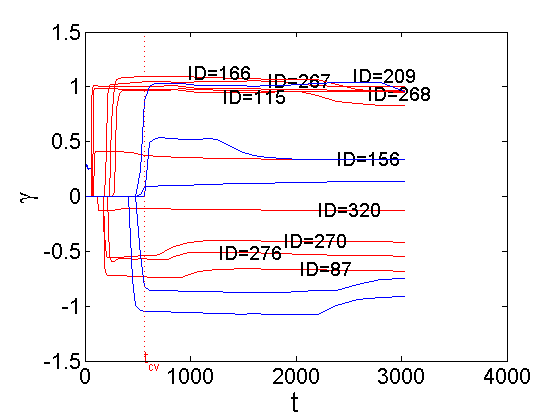 1.5
1
0.5
0
-0.5
-1
-1.5
γ
ID=166
ID=267
ID=209
ID=115
ID=268
ID=156
ID=320
ID=270
ID=276
ID=87
t_cv
0
1000
2000
3000
4000
t